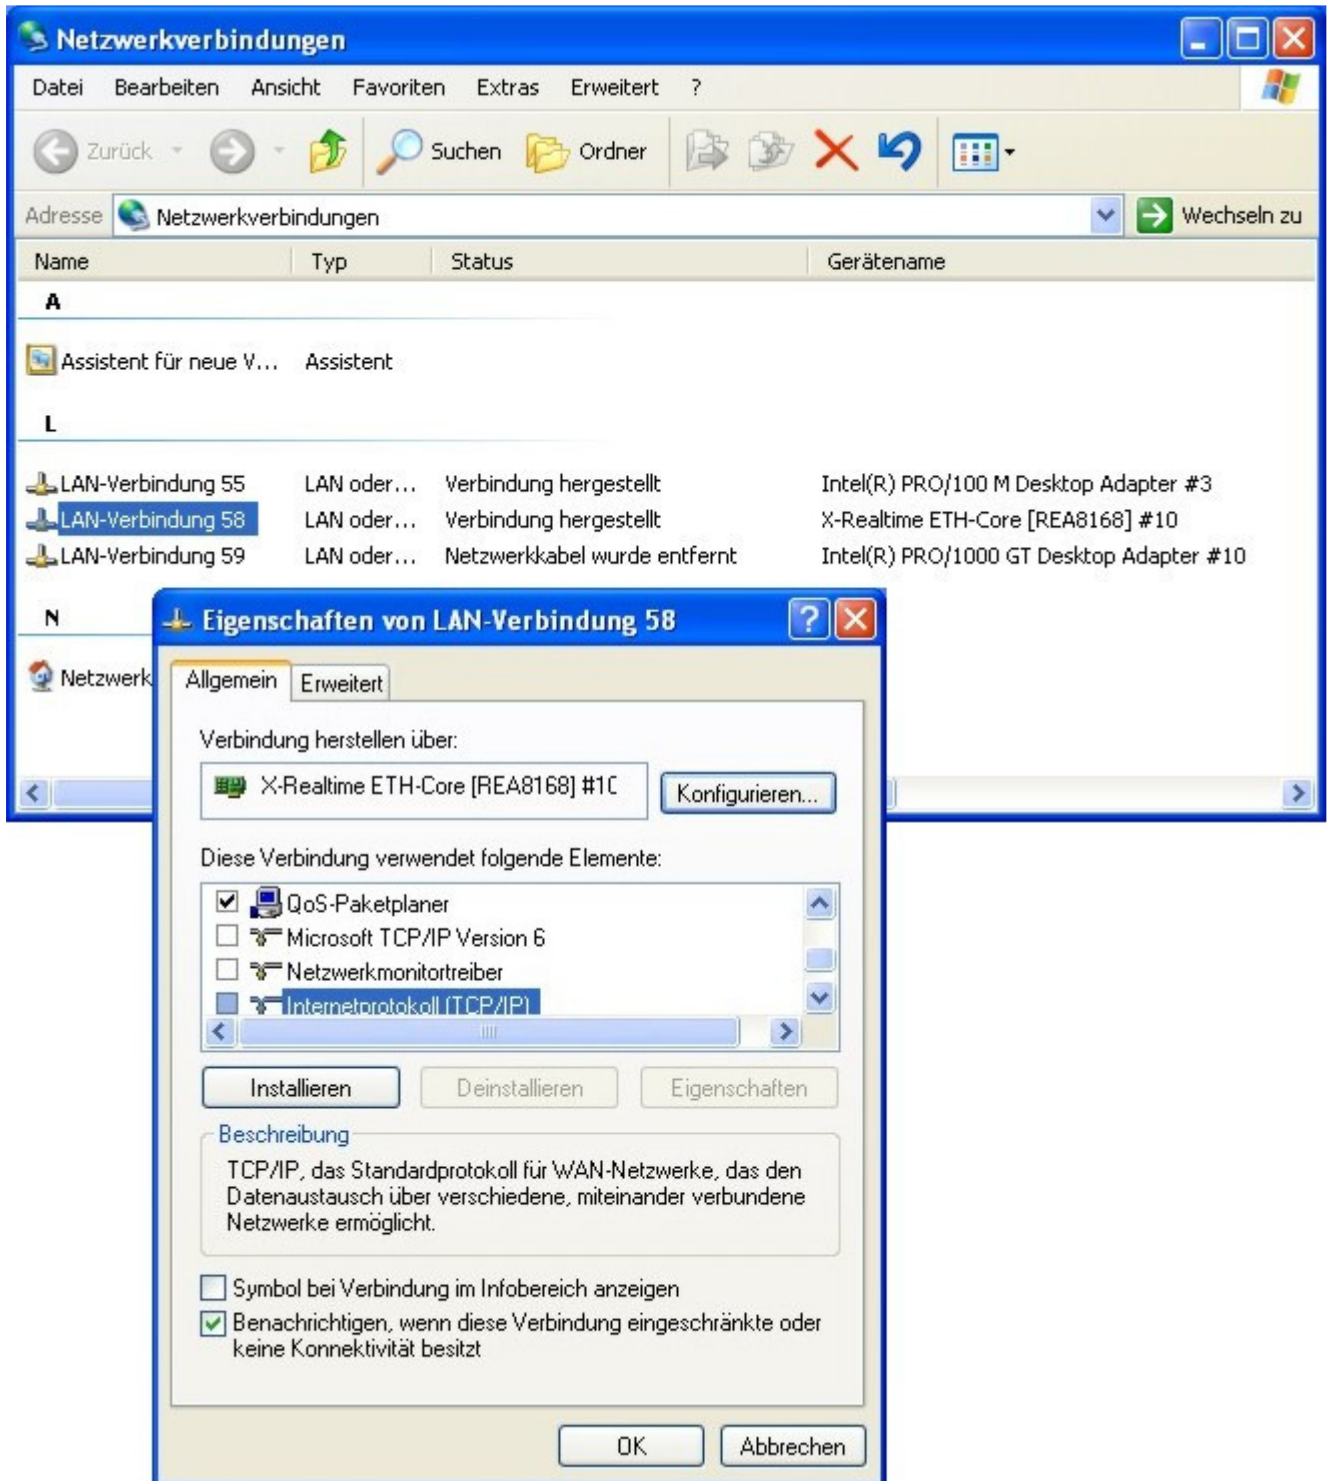 Netzwerkverbindungen
Datei Bearbeiten Ansicht Favoriten Extras Erweitert ?
Zurück Suchen Ordner
Adresse Netzwerkverbindungen Wechseln zu
Name Typ Status Gerätename
A
Assistent für neue V... Assistent
L
LAN-Verbindung 55 LAN oder... Verbindung hergestellt Intel(R) PRO/100 M Desktop Adapter #3
LAN-Verbindung 58 LAN oder... Verbindung hergestellt X-Realtime ETH-Core [REA8168] #10
LAN-Verbindung 59 LAN oder... Netzwerkkabel wurde entfernt Intel(R) PRO/1000 GT Desktop Adapter #10
N
Netzwerk
Eigenschaften von LAN-Verbindung 58
Allgemein Erweitert
Verbindung herstellen über:
X-Realtime ETH-Core [REA8168] #10
Konfigurieren...
Diese Verbindung verwendet folgende Elemente:
QoS-Paketplaner
Microsoft TCP/IP Version 6
Netzwerkmonitortreiber
Internetprotokoll (TCP/IP)
Installieren Deinstallieren Eigenschaften
Beschreibung
TCP/IP, das Standardprotokoll für WAN-Netzwerke, das den
Datenaustausch über verschiedene, miteinander verbundene
Netzwerke ermöglicht.
Symbol bei Verbindung im Infobereich anzeigen
Benachrichtigen, wenn diese Verbindung eingeschränkte oder
keine Konnektivität besitzt
OK Abbrechen